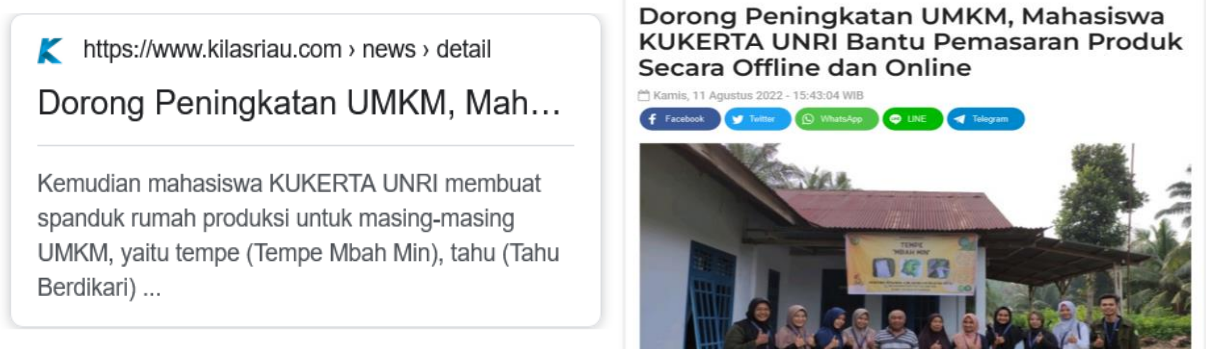 https://www.kilasriau.com › news › detail
Dorong Peningkatan UMKM, Mah...
Kemudian mahasiswa KUKERTA UNRI membuat
spanduk rumah produksi untuk masing-masing
UMKM, yaitu tempe (Tempe Mbah Min), tahu (Tahu
Berdikari) ...
Dorong Peningkatan UMKM, Mahasiswa
KUKERTA UNRI Bantu Pemasaran Produk
Secara Offline dan Online
Kamis, 11 Agustus 2022 - 15:43:04 WIB
Facebook Twitter WhatsApp LINE Telegram
TEMPE
"MBAH MIN"